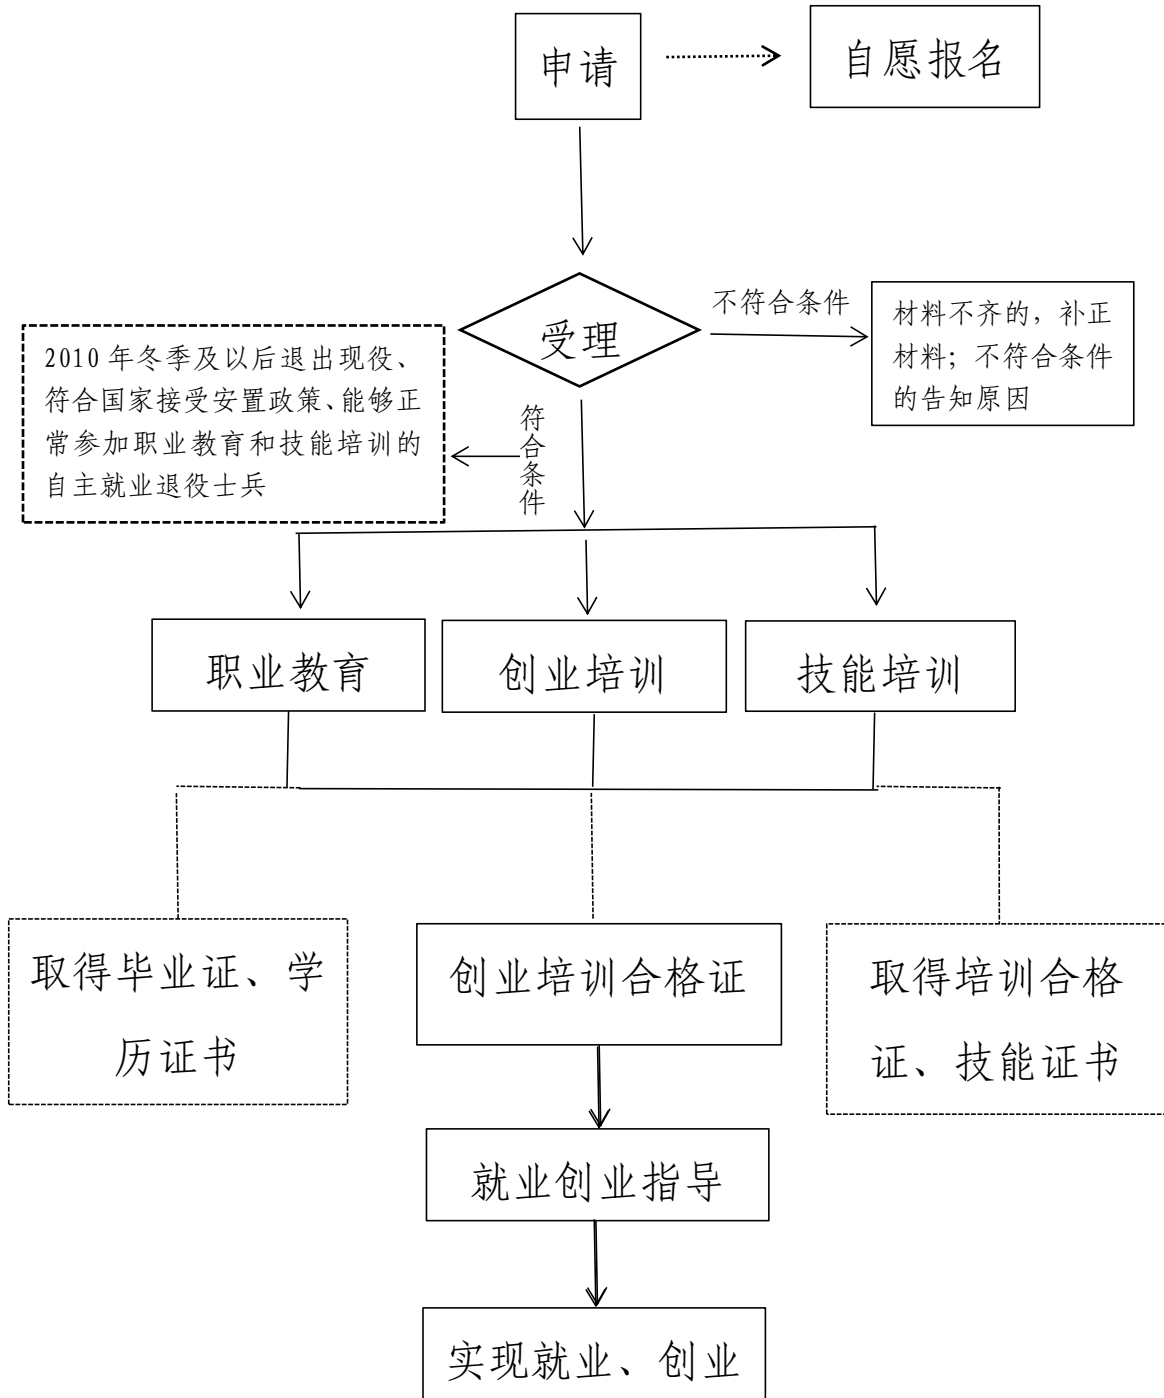 申请
自愿报名
受理
不符合条件
材料不齐的，补正
材料；不符合条件
的告知原因
2010年冬季及以后退出现役、
符合国家接受安置政策、能够正
常参加职业教育和技能培训的
自主就业退役士兵
符合条件
职业教育
创业培训
技能培训
取得毕业证、学
历证书
创业培训合格证
取得培训合格
证、技能证书
就业创业指导
实现就业、创业